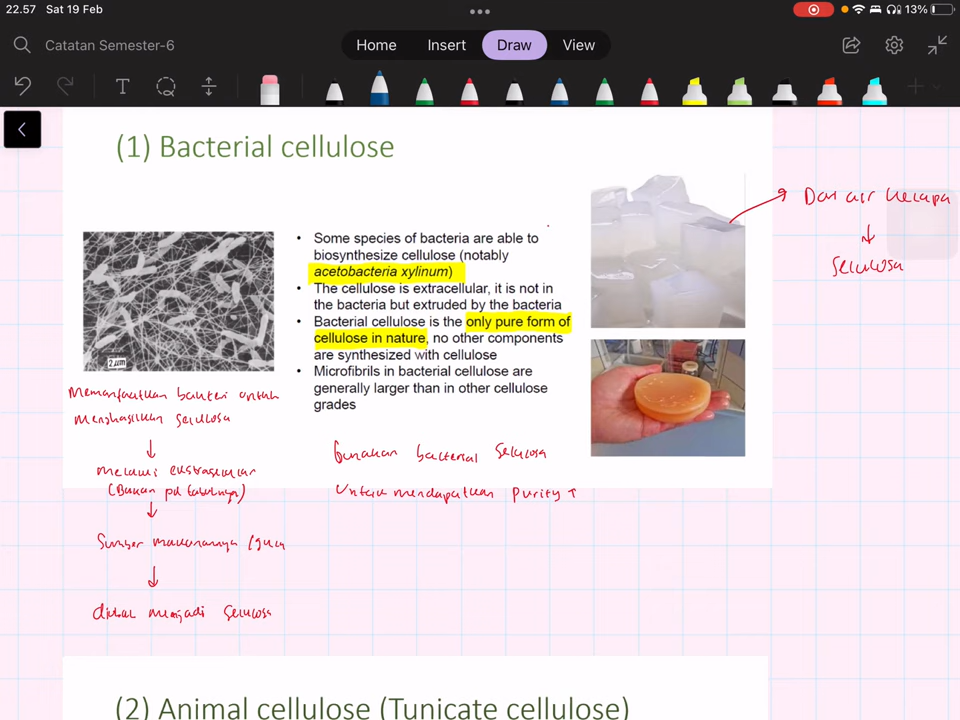 22.57 Sat 19 Feb
13%
Catatan Semester-6
Home Insert Draw View
(1) Bacterial cellulose
• Some species of bacteria are able to
biosynthesize cellulose (notably
acetobacteria xylinum)
• The cellulose is extracellular, it is not in
the bacteria but extruded by the bacteria
• Bacterial cellulose is the only pure form of
cellulose in nature, no other components
are synthesized with cellulose
• Microfibrils in bacterial cellulose are
generally larger than in other cellulose
grades
2µm
Dari air kelapa
↓
Selulosa
Memanfaatkan bakteri untuk
menghasilkan selulosa
↓
melalui ekstraselular
(Bukan pd tubuhnya)
↓
Sumber makanannya (gula
↓
diubah menjadi selulosa
Gunakan bacterial selulosa
Untuk mendapatkan purity ↑
(2) Animal cellulose (Tunicate cellulose)